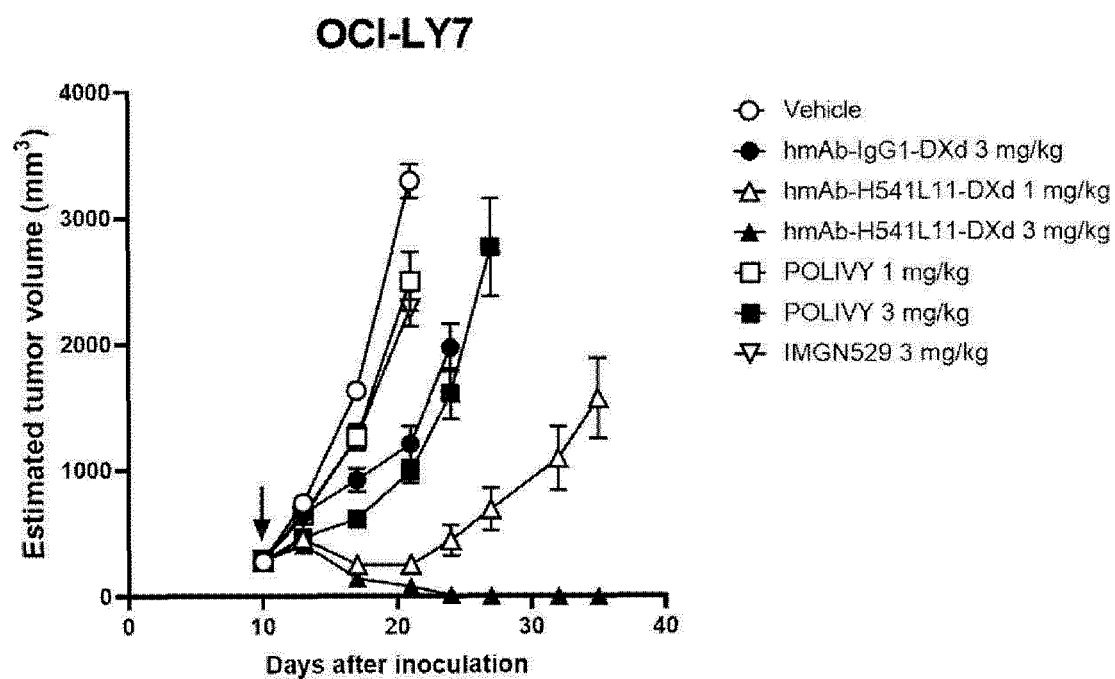 OCI-LY7
Estimated tumor volume (mm³)
4000
3000
2000
1000
0
0
10
20
30
40
Days after inoculation
Vehicle
hmAb-IgG1-DXd 3 mg/kg
hmAb-H541L11-DXd 1 mg/kg
hmAb-H541L11-DXd 3 mg/kg
POLIVY 1 mg/kg
POLIVY 3 mg/kg
IMGN529 3 mg/kg